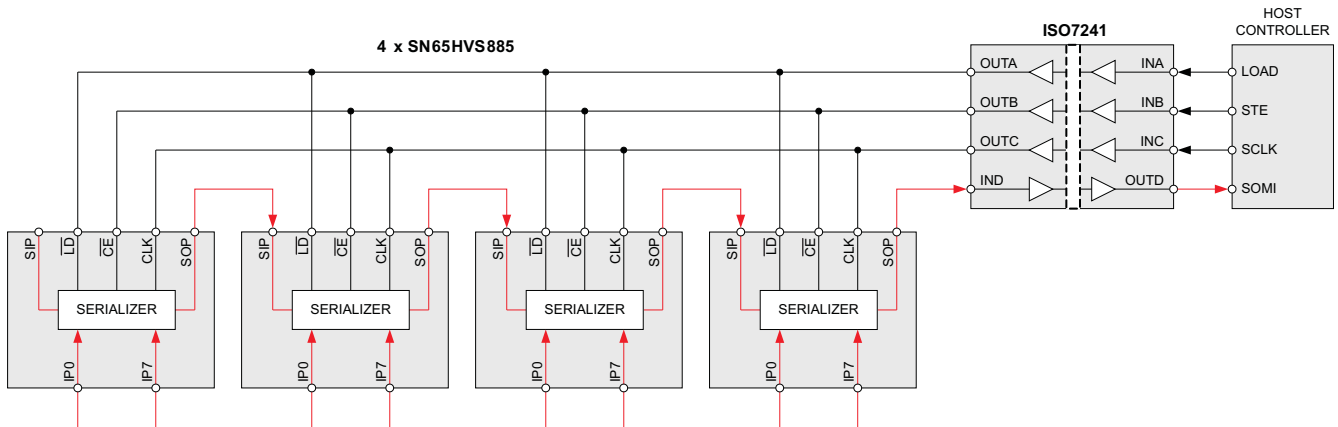 HOST
CONTROLLER
ISO7241
4 x SN65HVS885
OUTA INA LOAD
OUTB INB STE
OUTC INC SCLK
IND OUTD SOMI
SIP LD CE CLK SOP SIP LD CE CLK SOP SIP LD CE CLK SOP SIP LD CE CLK SOP
SERIALIZER SERIALIZER SERIALIZER SERIALIZER
IP0 IP7 IP0 IP7 IP0 IP7 IP0 IP7